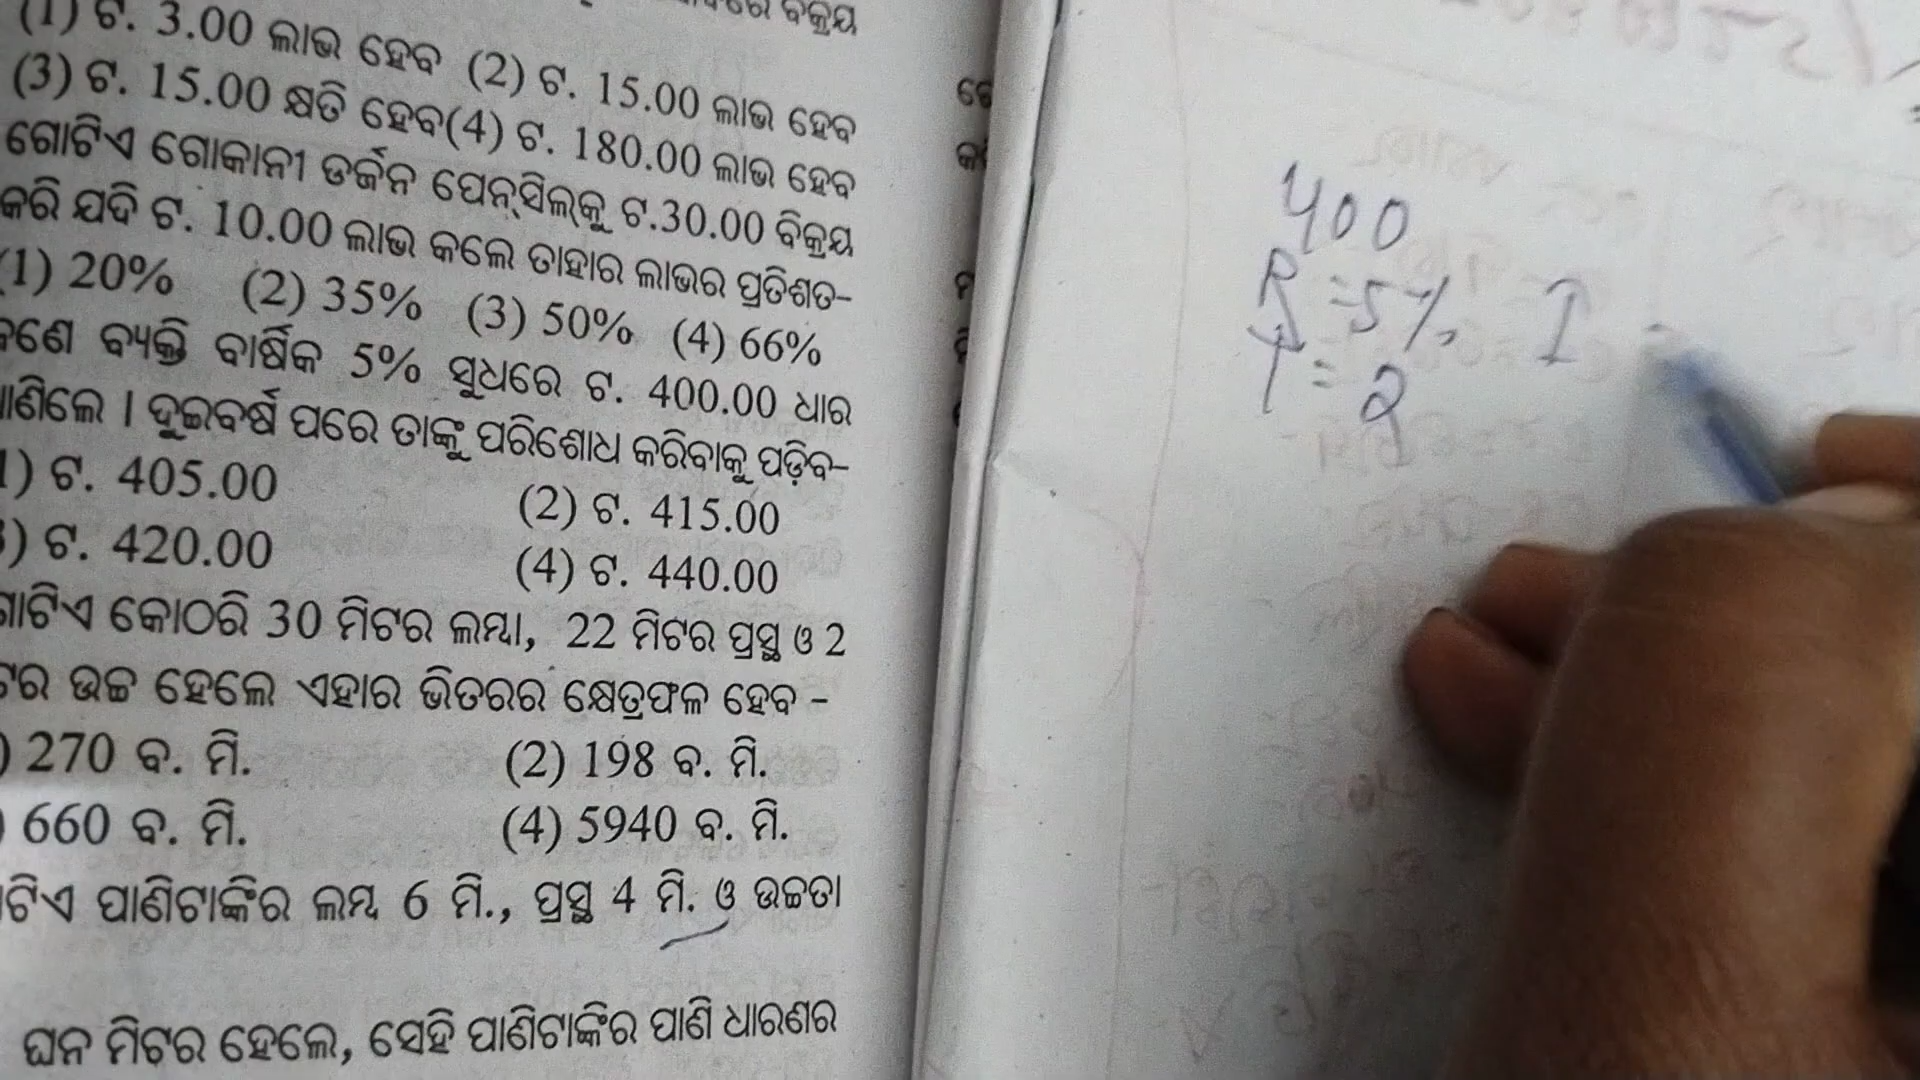 ବିକ୍ରୟ
(1) ଟ. 3.00 ଲାଭ ହେବ (2) ଟ. 15.00 ଲାଭ ହେବ
(3) ଟ. 15.00 କ୍ଷତି ହେବ(4) ଟ. 180.00 ଲାଭ ହେବ
ଗୋଟିଏ ଗୋକାନୀ ଡର୍ଜନ ପେନ୍‌ସିଲ୍‌କୁ ଟ.30.00 ବିକ୍ରୟ
କରି ଯଦି ଟ. 10.00 ଲାଭ କଲେ ତାହାର ଲାଭର ପ୍ରତିଶତ-
(1) 20% (2) 35% (3) 50% (4) 66%
ବ୍ୟକ୍ତି ବାର୍ଷିକ 5% ସୁଧରେ ଟ. 400.00 ଧାର
। ଦୁଇବର୍ଷ ପରେ ତାଙ୍କୁ ପରିଶୋଧ କରିବାକୁ ପଡ଼ିବ-
1) ଟ. 405.00 (2) ଟ. 415.00
) ଟ. 420.00 (4) ଟ. 440.00
କୋଠରି 30 ମିଟର ଲମ୍ବା, 22 ମିଟର ପ୍ରସ୍ଥ ଓ 2
ଟର ଉଚ୍ଚ ହେଲେ ଏହାର ଭିତରର କ୍ଷେତ୍ରଫଳ ହେବ -
) 270 ବ. ମି. (2) 198 ବ. ମି.
) 660 ବ. ମି. (4) 5940 ବ. ମି.
ଟିଏ ପାଣିଟାଙ୍କିର ଲମ୍ବ 6 ମି., ପ୍ରସ୍ଥ 4 ମି. ଓ ଉଚ୍ଚତା
ଘନ ମିଟର ହେଲେ, ସେହି ପାଣିଟାଙ୍କିର ପାଣି ଧାରଣର
400
R = 5% I =
T = 2